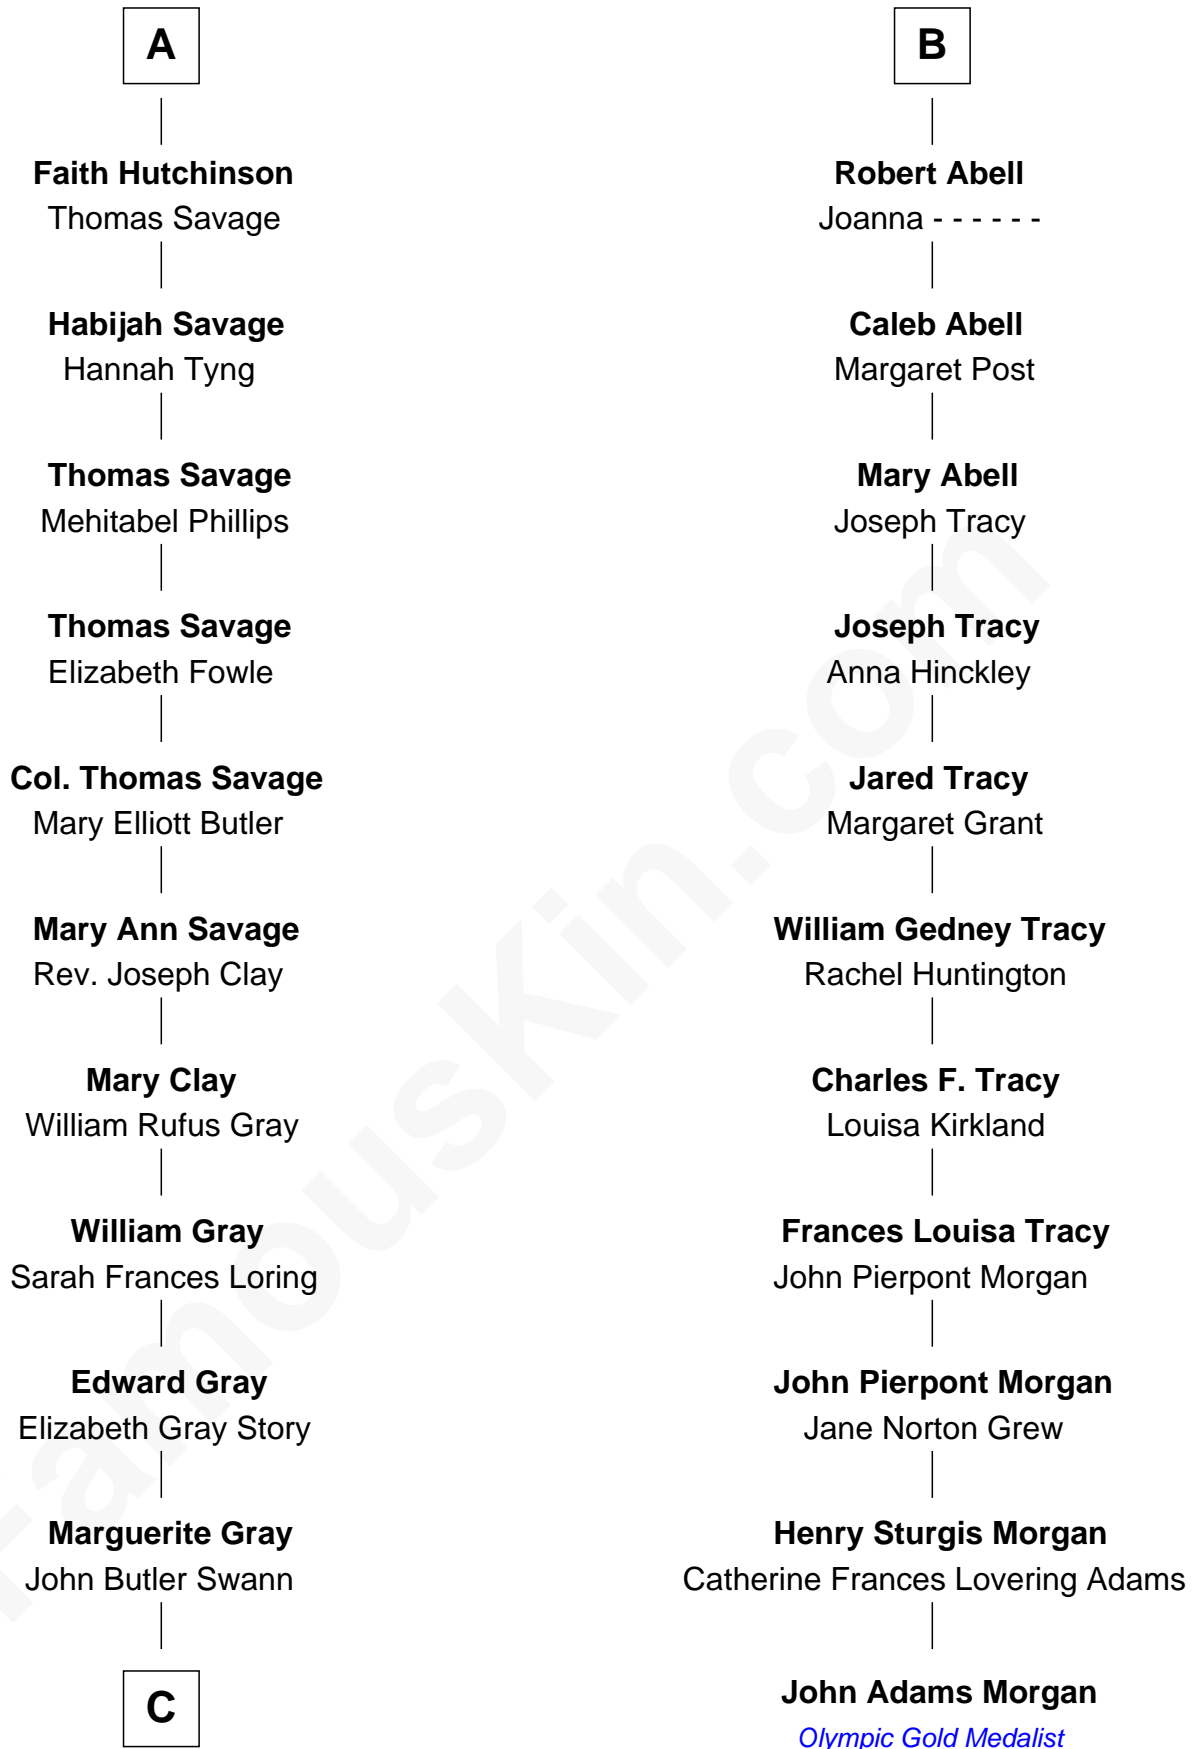 A
Faith Hutchinson
Thomas Savage
Habijah Savage
Hannah Tyng
Thomas Savage
Mehitabel Phillips
Thomas Savage
Elizabeth Fowle
Col. Thomas Savage
Mary Elliott Butler
Mary Ann Savage
Rev. Joseph Clay
Mary Clay
William Rufus Gray
William Gray
Sarah Frances Loring
Edward Gray
Elizabeth Gray Story
Marguerite Gray
John Butler Swann
C
B
Robert Abell
Joanna - - - - - -
Caleb Abell
Margaret Post
Mary Abell
Joseph Tracy
Joseph Tracy
Anna Hinckley
Jared Tracy
Margaret Grant
William Gedney Tracy
Rachel Huntington
Charles F. Tracy
Louisa Kirkland
Frances Louisa Tracy
John Pierpont Morgan
John Pierpont Morgan
Jane Norton Grew
Henry Sturgis Morgan
Catherine Frances Lovering Adams
John Adams Morgan
Olympic Gold Medalist
FamousKin.com